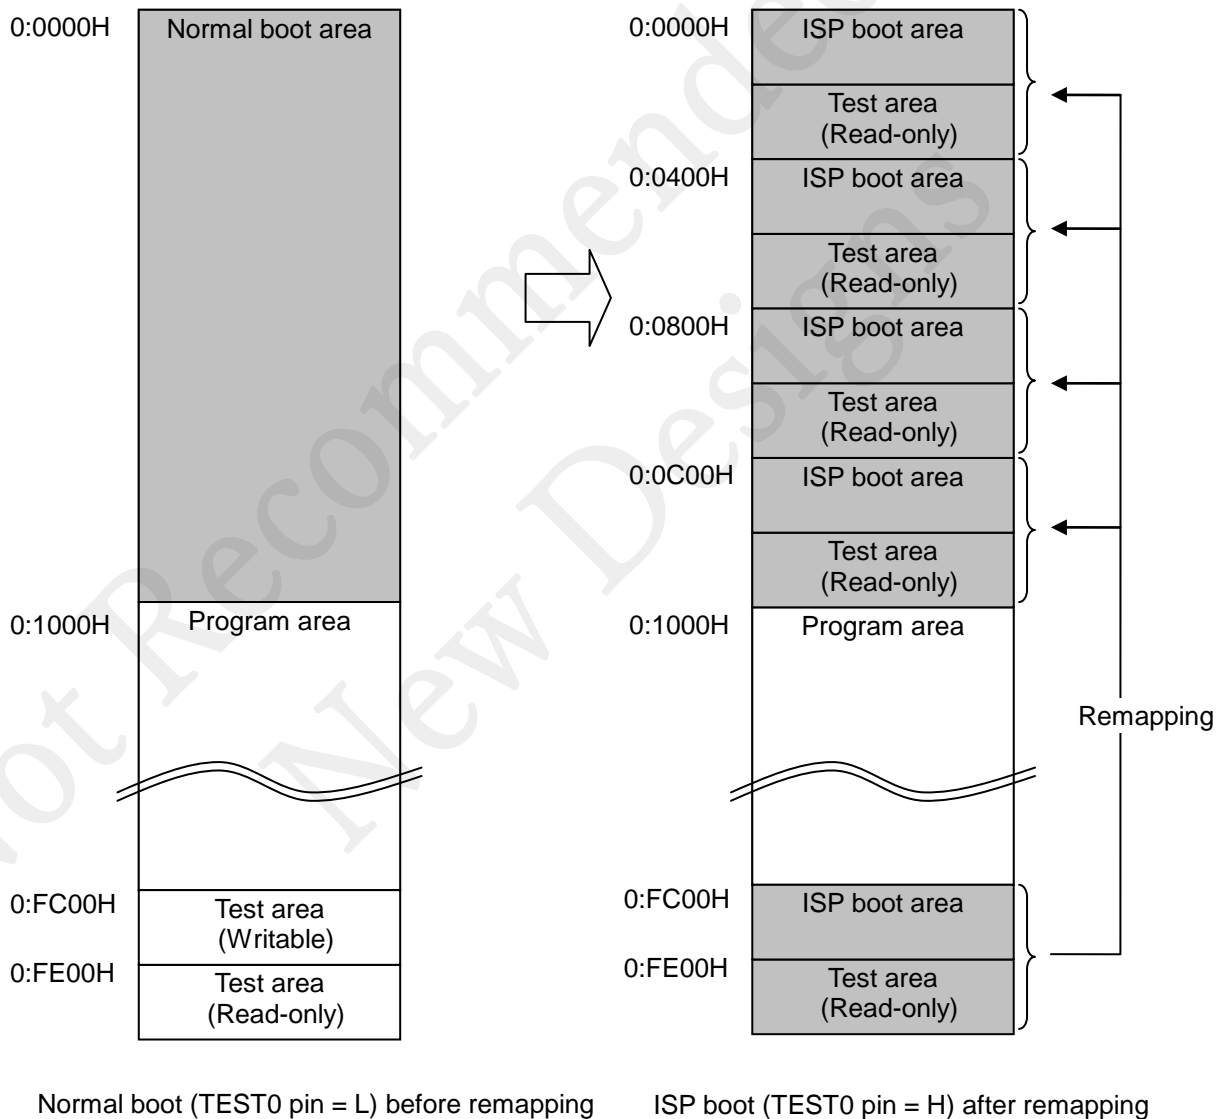 0:0000H
Normal boot area
0:1000H
Program area
0:FC00H
Test area
(Writable)
0:FE00H
Test area
(Read-only)
Normal boot (TEST0 pin = L) before remapping
0:0000H
ISP boot area
Test area
(Read-only)
0:0400H
ISP boot area
Test area
(Read-only)
0:0800H
ISP boot area
Test area
(Read-only)
0:0C00H
ISP boot area
Test area
(Read-only)
0:1000H
Program area
Remapping
0:FC00H
ISP boot area
0:FE00H
Test area
(Read-only)
ISP boot (TEST0 pin = H) after remapping
Not Recommended
New Designs